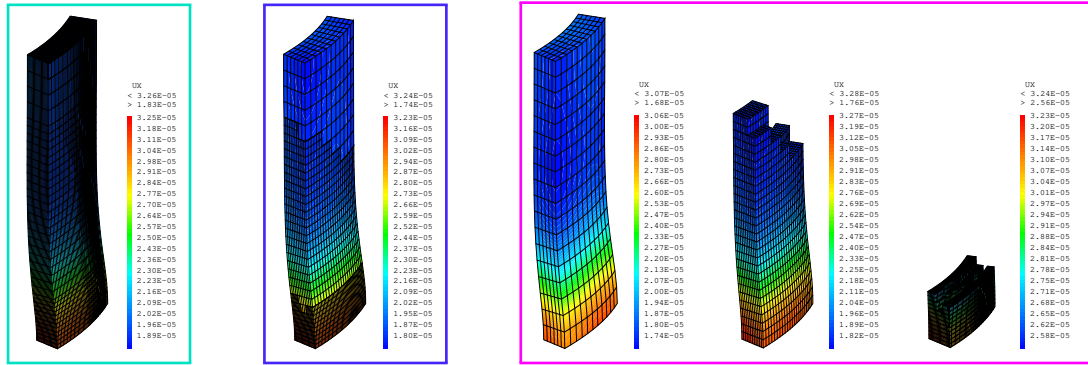 UX
< 3.26E-05
> 1.83E-05
3.25E-05
3.18E-05
3.11E-05
3.04E-05
2.98E-05
2.91E-05
2.84E-05
2.77E-05
2.70E-05
2.64E-05
2.57E-05
2.50E-05
2.43E-05
2.36E-05
2.30E-05
2.23E-05
2.16E-05
2.09E-05
2.02E-05
1.96E-05
1.89E-05
UX
< 3.24E-05
> 1.74E-05
3.23E-05
3.16E-05
3.09E-05
3.02E-05
2.94E-05
2.87E-05
2.80E-05
2.73E-05
2.66E-05
2.59E-05
2.52E-05
2.44E-05
2.37E-05
2.30E-05
2.23E-05
2.16E-05
2.09E-05
2.02E-05
1.95E-05
1.87E-05
1.80E-05
UX
< 3.07E-05
> 1.68E-05
3.06E-05
3.00E-05
2.93E-05
2.86E-05
2.80E-05
2.73E-05
2.66E-05
2.60E-05
2.53E-05
2.47E-05
2.40E-05
2.33E-05
2.27E-05
2.20E-05
2.13E-05
2.07E-05
2.00E-05
1.94E-05
1.87E-05
1.80E-05
1.74E-05
UX
< 3.28E-05
> 1.76E-05
3.27E-05
3.19E-05
3.12E-05
3.05E-05
2.98E-05
2.91E-05
2.83E-05
2.76E-05
2.69E-05
2.62E-05
2.54E-05
2.47E-05
2.40E-05
2.33E-05
2.25E-05
2.18E-05
2.11E-05
2.04E-05
1.96E-05
1.89E-05
1.82E-05
UX
< 3.24E-05
> 2.56E-05
3.23E-05
3.20E-05
3.17E-05
3.14E-05
3.10E-05
3.07E-05
3.04E-05
3.01E-05
2.97E-05
2.94E-05
2.91E-05
2.88E-05
2.84E-05
2.81E-05
2.78E-05
2.75E-05
2.71E-05
2.68E-05
2.65E-05
2.62E-05
2.58E-05